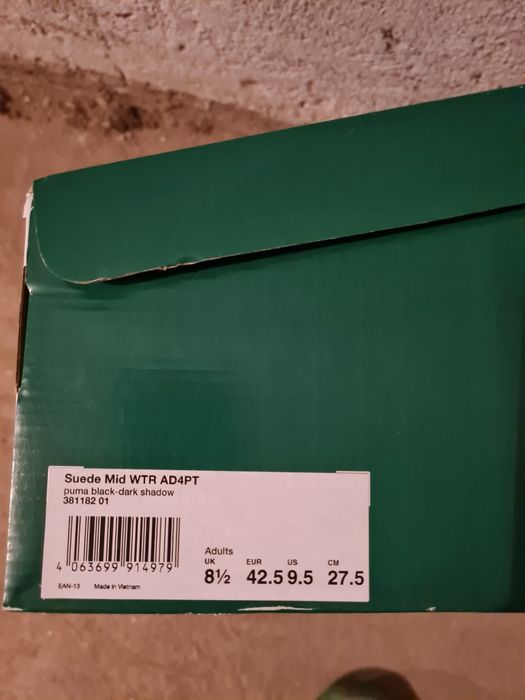 Suede Mid WTR AD4PT
puma black-dark shadow
381182 01
4 063699 914979
EAN-13 Made in Vietnam
Adults
UK EUR US CM
8½ 42.5 9.5 27.5